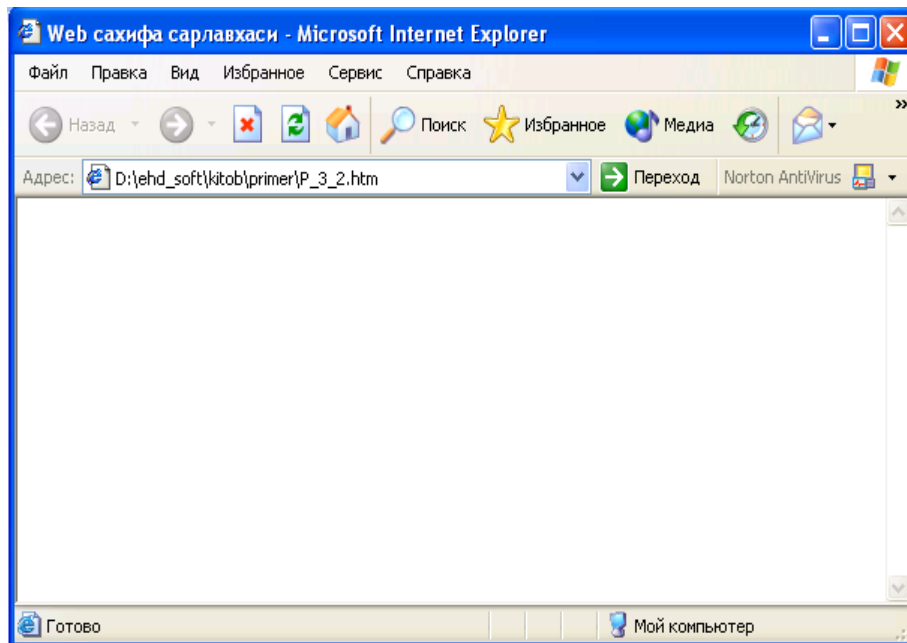 Web сахифа сарлавхаси - Microsoft Internet Explorer
Файл Правка Вид Избранное Сервис Справка
Назад Поиск Избранное Медиа »
Адрес: D:\ehd_soft\kitob\primer\P_3_2.htm Переход Norton AntiVirus
Готово Мой компьютер